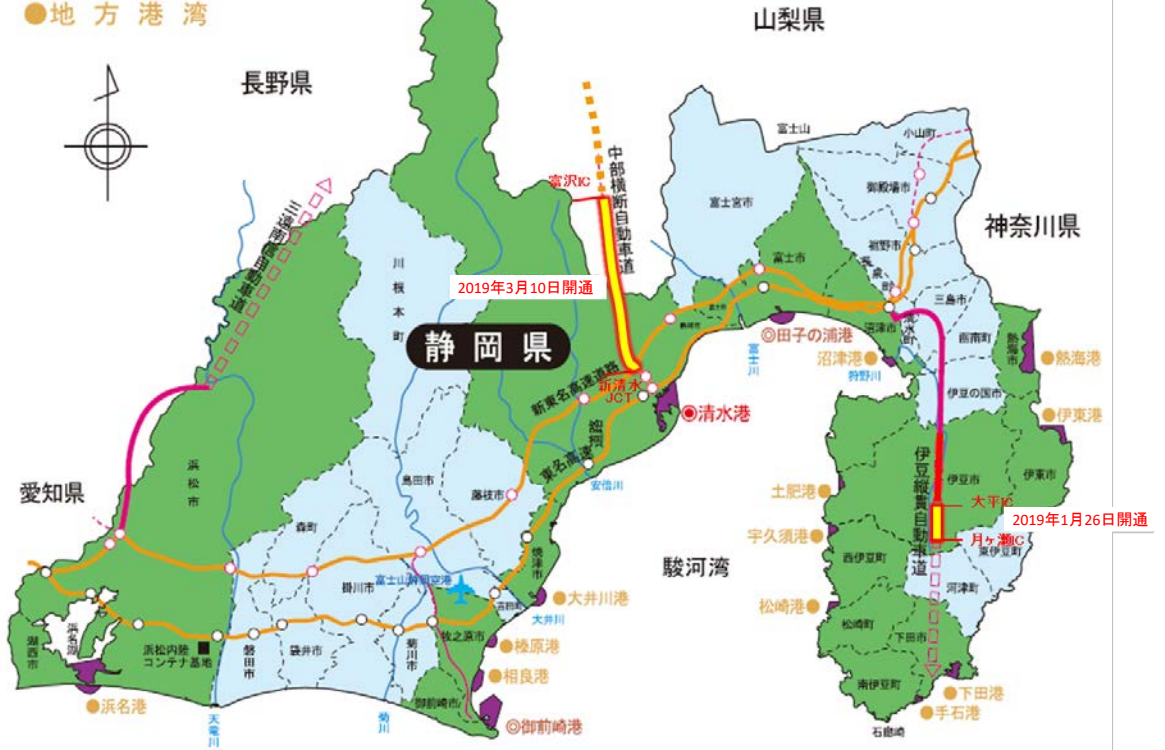 ●地方港湾
山梨県
長野県
富士山
小山町
中部横断自動車道
富沢IC
御殿場市
富士宮市
三遠南信自動車道
神奈川県
裾野市
富士市
川根本町
長泉町
2019年3月10日開通
三島市
沼津市
清水町
函南町
熱海市
◎田子の浦港
静岡県
沼津港●
●熱海港
富士川
狩野川
新東名高速道路
新清水
JCT
伊豆の国市
◉清水港
●伊東港
東名高速道路
浜松市
島田市
藤枝市
安倍川
伊豆縦貫自動車道
伊豆市
伊東市
愛知県
土肥港●
大平IC
2019年1月26日開通
森町
宇久須港●
月ヶ瀬IC
東伊豆町
焼津市
西伊豆町
駿河湾
富士山静岡空港
掛川市
河津町
吉田町
●大井川港
松崎港●
大井川
松崎町
下田市
浜名湖
湖西市
浜松内陸
コンテナ基地
磐田市
袋井市
菊川市
牧之原市
●榛原港
●相良港
南伊豆町
●下田港
御前崎市
●浜名港
●手石港
天竜川
菊川
◎御前崎港
石廊崎